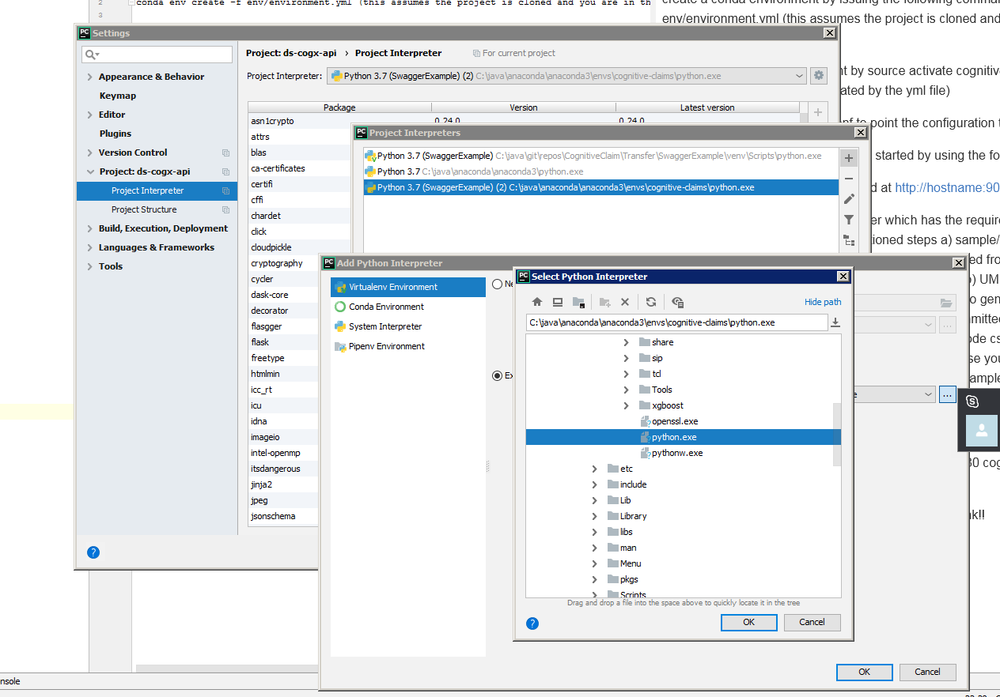 2 conda env create -f env/environment.yml (this assumes the project is cloned and you are in th
3
create a conda environment by issuing the following comman
env/environment.yml (this assumes the project is cloned and
nt by source activate cognitive
ated by the yml file)
nf to point the configuration t
started by using the fo
d at http://hostname:90
er which has the require
tioned steps a) sample/
ed fro
) UM
o gen
mitted
ode cs
se you
ample
30 cog
nk!!
Settings
Appearance & Behavior
Keymap
Editor
Plugins
Version Control
Project: ds-cogx-api
Project Interpreter
Project Structure
Build, Execution, Deployment
Languages & Frameworks
Tools
Project: ds-cogx-api › Project Interpreter For current project
Project Interpreter: Python 3.7 (SwaggerExample) (2) C:\java\anaconda\anaconda3\envs\cognitive-claims\python.exe
Package Version Latest version
asn1crypto 0.24.0 0.24.0
attrs
blas
ca-certificates
certifi
cffi
chardet
click
cloudpickle
cryptography
cycler
dask-core
decorator
flasgger
flask
freetype
htmlmin
icc_rt
icu
idna
imageio
intel-openmp
itsdangerous
jinja2
jpeg
jsonschema
Project Interpreters
Python 3.7 (SwaggerExample) C:\java\git\repos\CognitiveClaim\Transfer\SwaggerExample\venv\Scripts\python.exe
Python 3.7 C:\java\anaconda\anaconda3\python.exe
Python 3.7 (SwaggerExample) (2) C:\java\anaconda\anaconda3\envs\cognitive-claims\python.exe
Add Python Interpreter
Virtualenv Environment
Conda Environment
System Interpreter
Pipenv Environment
Ne
Ex
e
...
...
Select Python Interpreter
Hide path
C:\java\anaconda\anaconda3\envs\cognitive-claims\python.exe
share
sip
tcl
Tools
xgboost
openssl.exe
python.exe
pythonw.exe
etc
include
Lib
Library
libs
man
Menu
pkgs
Scripts
Drag and drop a file into the space above to quickly locate it in the tree
OK Cancel
OK Cancel
nsole